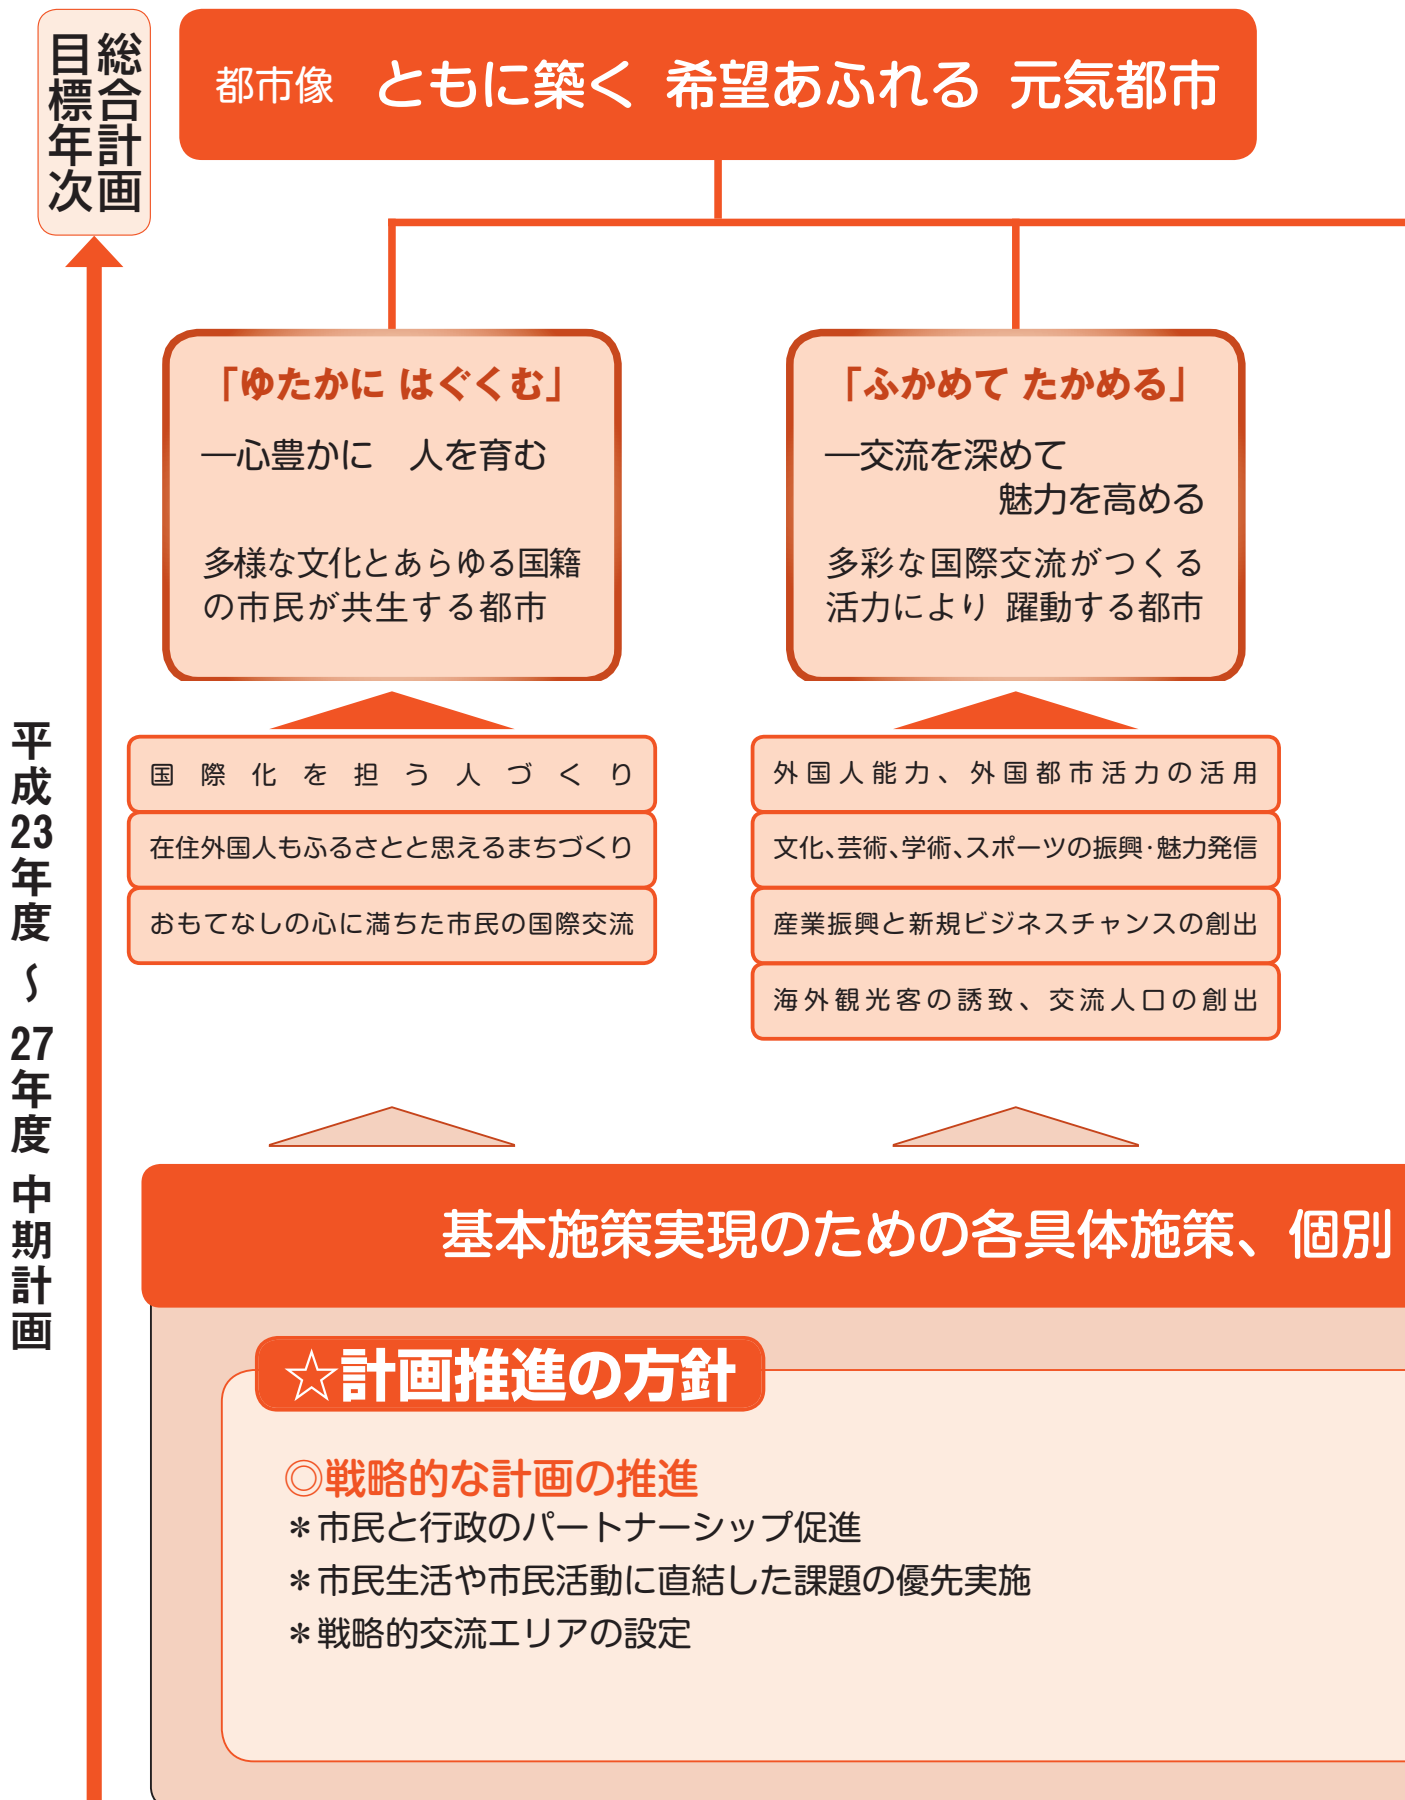 総合計画
目標年次
都市像 ともに築く 希望あふれる 元気都市
「ゆたかに はぐくむ」
―心豊かに 人を育む
多様な文化とあらゆる国籍
の市民が共生する都市
「ふかめて たかめる」
―交流を深めて
魅力を高める
多彩な国際交流がつくる
活力により 躍動する都市
国際化を担う人づくり
在住外国人もふるさとと思えるまちづくり
おもてなしの心に満ちた市民の国際交流
外国人能力、外国都市活力の活用
文化、芸術、学術、スポーツの振興・魅力発信
産業振興と新規ビジネスチャンスの創出
海外観光客の誘致、交流人口の創出
平成23年度 ～ 27年度 中期計画
基本施策実現のための各具体施策、個別
☆計画推進の方針
◎戦略的な計画の推進
＊市民と行政のパートナーシップ促進
＊市民生活や市民活動に直結した課題の優先実施
＊戦略的交流エリアの設定